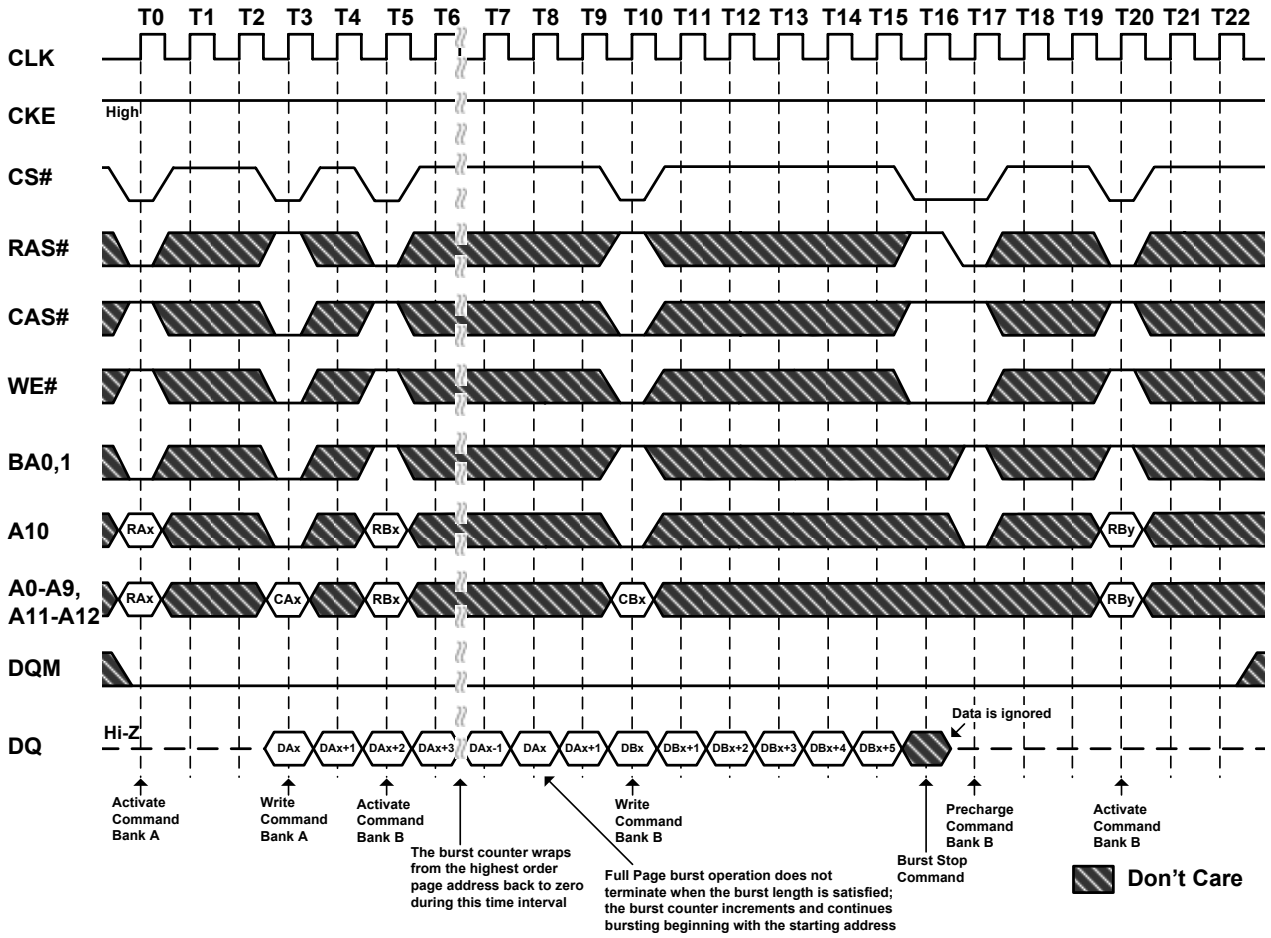 T0 T1 T2 T3 T4 T5 T6 T7 T8 T9 T10 T11 T12 T13 T14 T15 T16 T17 T18 T19 T20 T21 T22
CLK
CKE High
CS#
RAS#
CAS#
WE#
BA0,1
A10 RAx RBx RBy
A0-A9,
A11-A12 RAx CAx RBx CBx RBy
DQM
Data is ignored
DQ Hi-Z DAx DAx+1 DAx+2 DAx+3 DAx-1 DAx DAx+1 DBx DBx+1 DBx+2 DBx+3 DBx+4 DBx+5
Activate
Command
Bank A
Write
Command
Bank A
Activate
Command
Bank B
The burst counter wraps
from the highest order
page address back to zero
during this time interval
Full Page burst operation does not
terminate when the burst length is satisfied;
the burst counter increments and continues
bursting beginning with the starting address
Write
Command
Bank B
Burst Stop
Command
Precharge
Command
Bank B
Activate
Command
Bank B
Don't Care